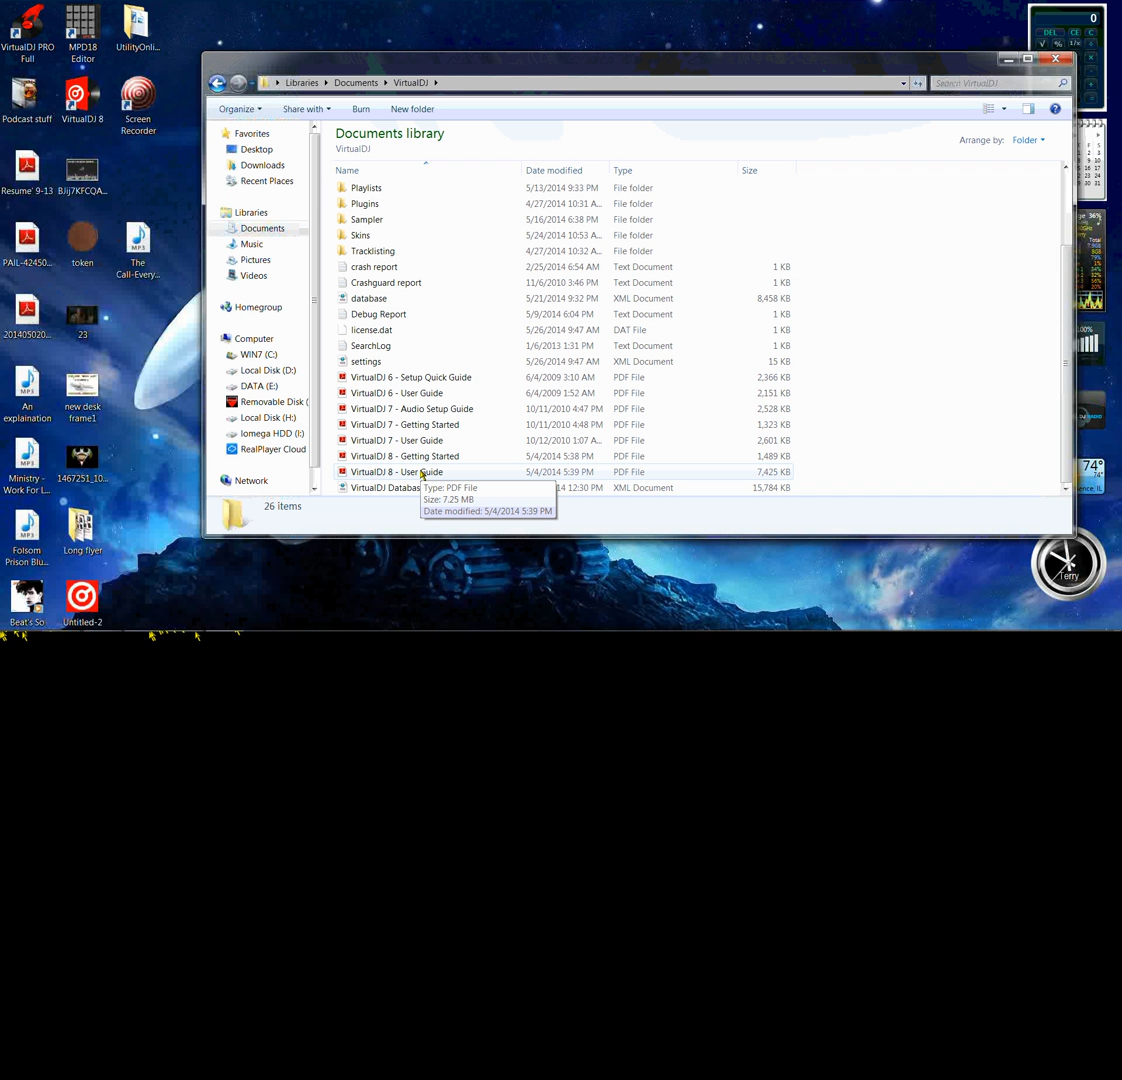 VirtualDJ PRO Full
MPD18 Editor
UtilityOnli...
Podcast stuff
VirtualDJ 8
Screen Recorder
Resume' 9-13
BJij7KFCQA...
PAIL-42450...
token
The Call-Every...
201405020...
23
An explaination
new desk frame1
Ministry - Work For L...
1467251_10...
Folsom Prison Blu...
Long flyer
Beat's So
Untitled-2
Libraries
Documents
VirtualDJ
Search VirtualDJ
Organize
Share with
Burn
New folder
Favorites
Desktop
Downloads
Recent Places
Libraries
Documents
Music
Pictures
Videos
Homegroup
Computer
WIN7 (C:)
Local Disk (D:)
DATA (E:)
Removable Disk (
Local Disk (H:)
Iomega HDD (I:)
RealPlayer Cloud
Network
Documents library
VirtualDJ
Arrange by: Folder
Name Date modified Type Size
Playlists 5/13/2014 9:33 PM File folder
Plugins 4/27/2014 10:31 A... File folder
Sampler 5/16/2014 6:38 PM File folder
Skins 5/24/2014 10:53 A... File folder
Tracklisting 4/27/2014 10:32 A... File folder
crash report 2/25/2014 6:54 AM Text Document 1 KB
Crashguard report 11/6/2010 3:46 PM Text Document 1 KB
database 5/21/2014 9:32 PM XML Document 8,458 KB
Debug Report 5/9/2014 6:04 PM Text Document 1 KB
license.dat 5/26/2014 9:47 AM DAT File 1 KB
SearchLog 1/6/2013 1:31 PM Text Document 1 KB
settings 5/26/2014 9:47 AM XML Document 15 KB
VirtualDJ 6 - Setup Quick Guide 6/4/2009 3:10 AM PDF File 2,366 KB
VirtualDJ 6 - User Guide 6/4/2009 1:52 AM PDF File 2,151 KB
VirtualDJ 7 - Audio Setup Guide 10/11/2010 4:47 PM PDF File 2,528 KB
VirtualDJ 7 - Getting Started 10/11/2010 4:48 PM PDF File 1,323 KB
VirtualDJ 7 - User Guide 10/12/2010 1:07 A... PDF File 2,601 KB
VirtualDJ 8 - Getting Started 5/4/2014 5:38 PM PDF File 1,489 KB
VirtualDJ 8 - User Guide 5/4/2014 5:39 PM PDF File 7,425 KB
VirtualDJ Databas 14 12:30 PM XML Document 15,784 KB
Type: PDF File
Size: 7.25 MB
Date modified: 5/4/2014 5:39 PM
26 items
0
DEL CE C
√ % 1/x
36%
Total
100%
74°
74°
ence, IL
Terry